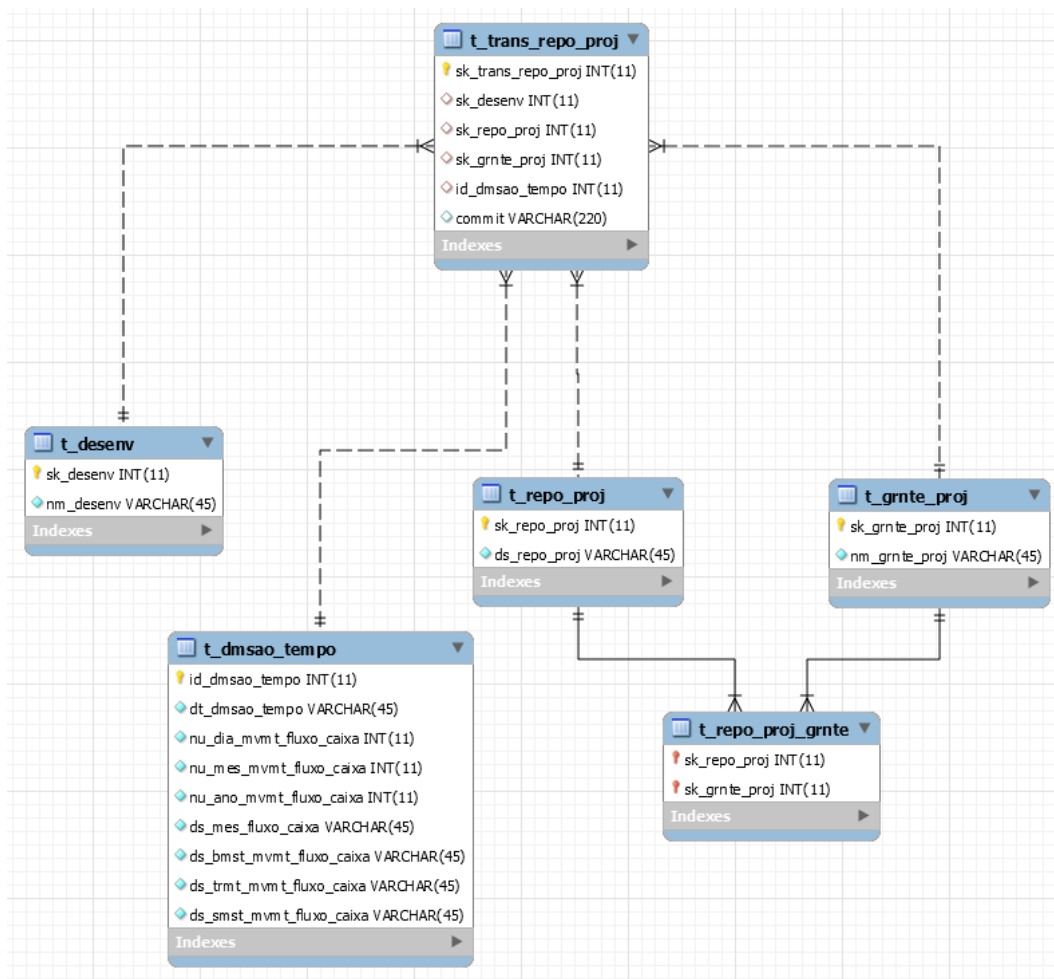 t_trans_repo_proj
sk_trans_repo_proj INT(11)
sk_desenv INT(11)
sk_repo_proj INT(11)
sk_grnte_proj INT(11)
id_dmsao_tempo INT(11)
commit VARCHAR(220)
Indexes
t_desenv
sk_desenv INT(11)
nm_desenv VARCHAR(45)
Indexes
t_repo_proj
sk_repo_proj INT(11)
ds_repo_proj VARCHAR(45)
Indexes
t_grnte_proj
sk_grnte_proj INT(11)
nm_grnte_proj VARCHAR(45)
Indexes
t_dmsao_tempo
id_dmsao_tempo INT(11)
dt_dmsao_tempo VARCHAR(45)
nu_dia_mvmt_fluxo_caixa INT(11)
nu_mes_mvmt_fluxo_caixa INT(11)
nu_ano_mvmt_fluxo_caixa INT(11)
ds_mes_fluxo_caixa VARCHAR(45)
ds_bmst_mvmt_fluxo_caixa VARCHAR(45)
ds_trmt_mvmt_fluxo_caixa VARCHAR(45)
ds_smst_mvmt_fluxo_caixa VARCHAR(45)
Indexes
t_repo_proj_grnte
sk_repo_proj INT(11)
sk_grnte_proj INT(11)
Indexes